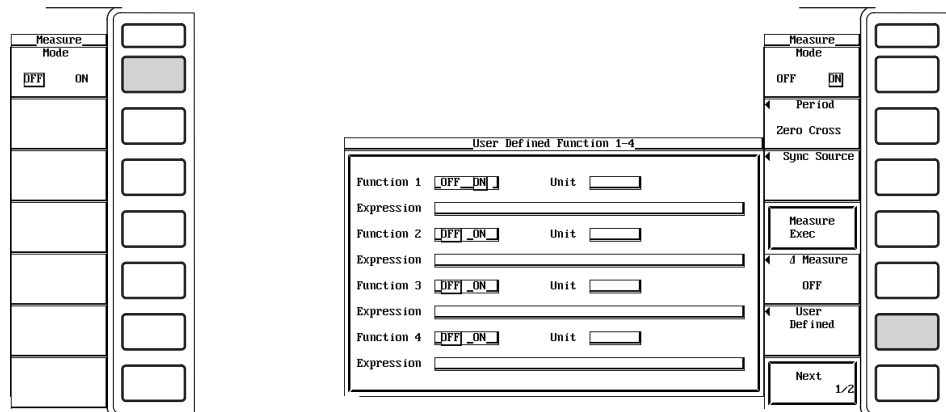 Measure
Mode
OFF ON
User Defined Function 1-4
Function 1 OFF ON Unit
Expression
Function 2 OFF ON Unit
Expression
Function 3 OFF ON Unit
Expression
Function 4 OFF ON Unit
Expression
Measure
Mode
OFF ON
Period
Zero Cross
Sync Source
Measure
Exec
Δ Measure
OFF
User
Defined
Next
1/2